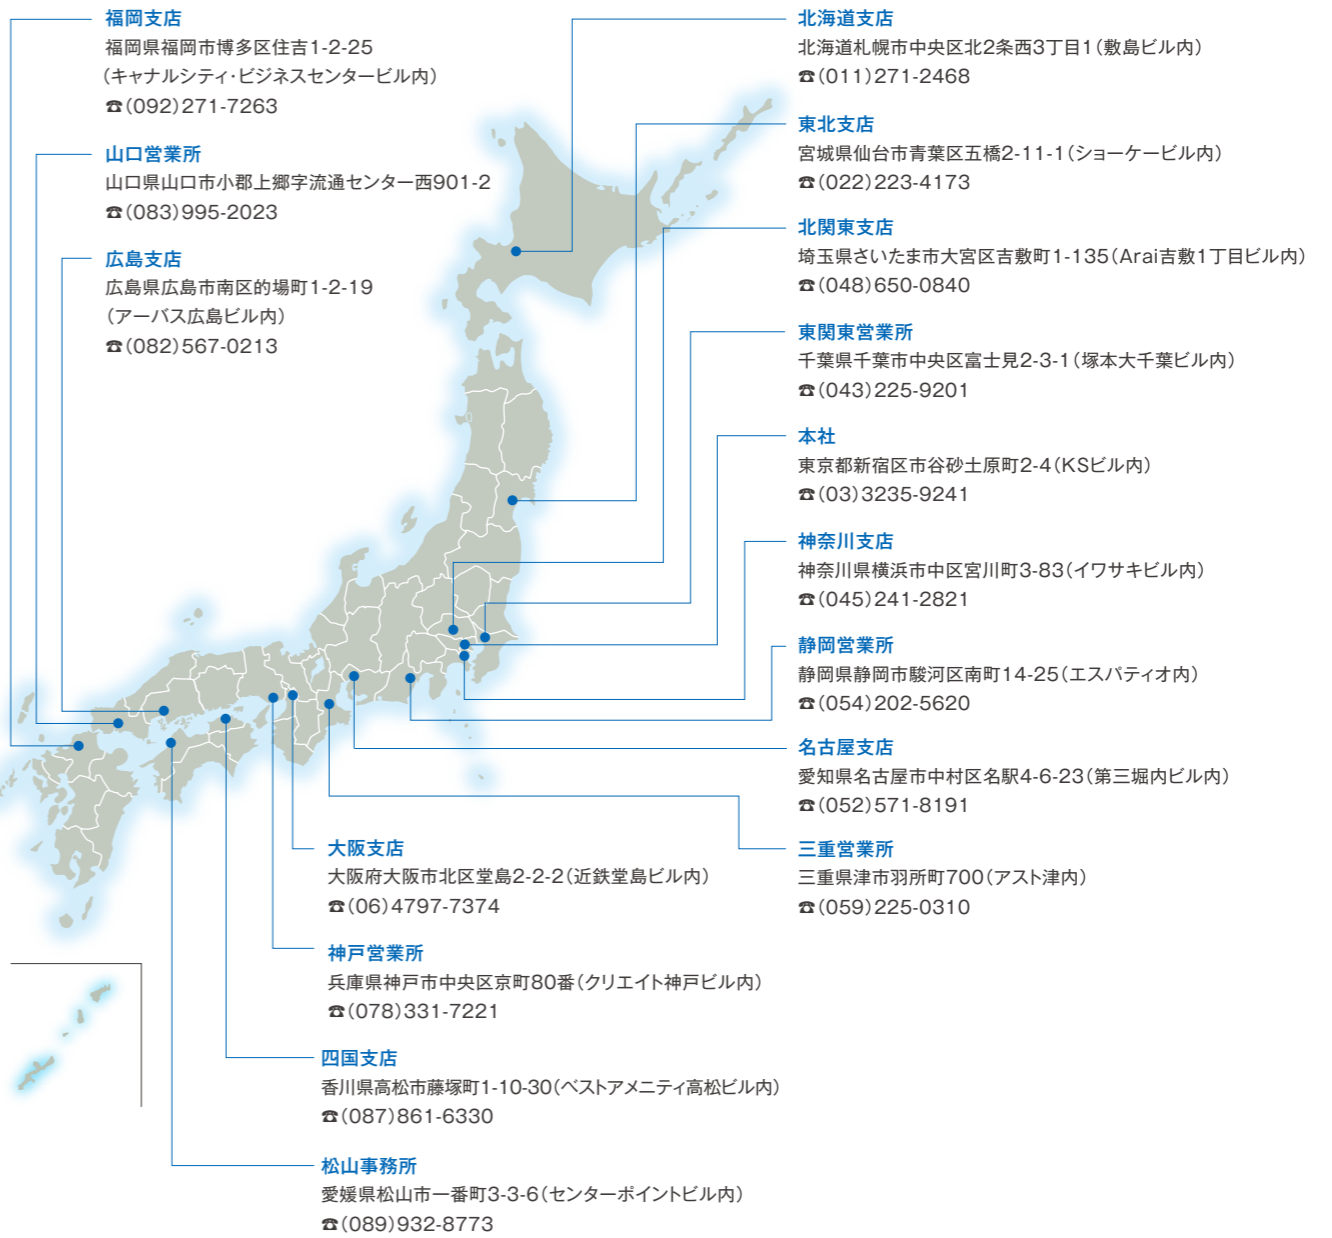 福岡支店
福岡県福岡市博多区住吉1-2-25
（キャナルシティ・ビジネスセンタービル内）
☎（092）271-7263
山口営業所
山口県山口市小郡上郷字流通センター西901-2
☎（083）995-2023
広島支店
広島県広島市南区的場町1-2-19
（アーバス広島ビル内）
☎（082）567-0213
北海道支店
北海道札幌市中央区北2条西3丁目1（敷島ビル内）
☎（011）271-2468
東北支店
宮城県仙台市青葉区五橋2-11-1（ショーケービル内）
☎（022）223-4173
北関東支店
埼玉県さいたま市大宮区吉敷町1-135（Arai吉敷1丁目ビル内）
☎（048）650-0840
東関東営業所
千葉県千葉市中央区富士見2-3-1（塚本大千葉ビル内）
☎（043）225-9201
本社
東京都新宿区市谷砂土原町2-4（KSビル内）
☎（03）3235-9241
神奈川支店
神奈川県横浜市中区宮川町3-83（イワサキビル内）
☎（045）241-2821
静岡営業所
静岡県静岡市駿河区南町14-25（エスパティオ内）
☎（054）202-5620
名古屋支店
愛知県名古屋市中村区名駅4-6-23（第三堀内ビル内）
☎（052）571-8191
三重営業所
三重県津市羽所町700（アスト津内）
☎（059）225-0310
大阪支店
大阪府大阪市北区堂島2-2-2（近鉄堂島ビル内）
☎（06）4797-7374
神戸営業所
兵庫県神戸市中央区京町80番（クリエイト神戸ビル内）
☎（078）331-7221
四国支店
香川県高松市藤塚町1-10-30（ベストアメニティ高松ビル内）
☎（087）861-6330
松山事務所
愛媛県松山市一番町3-3-6（センターポイントビル内）
☎（089）932-8773